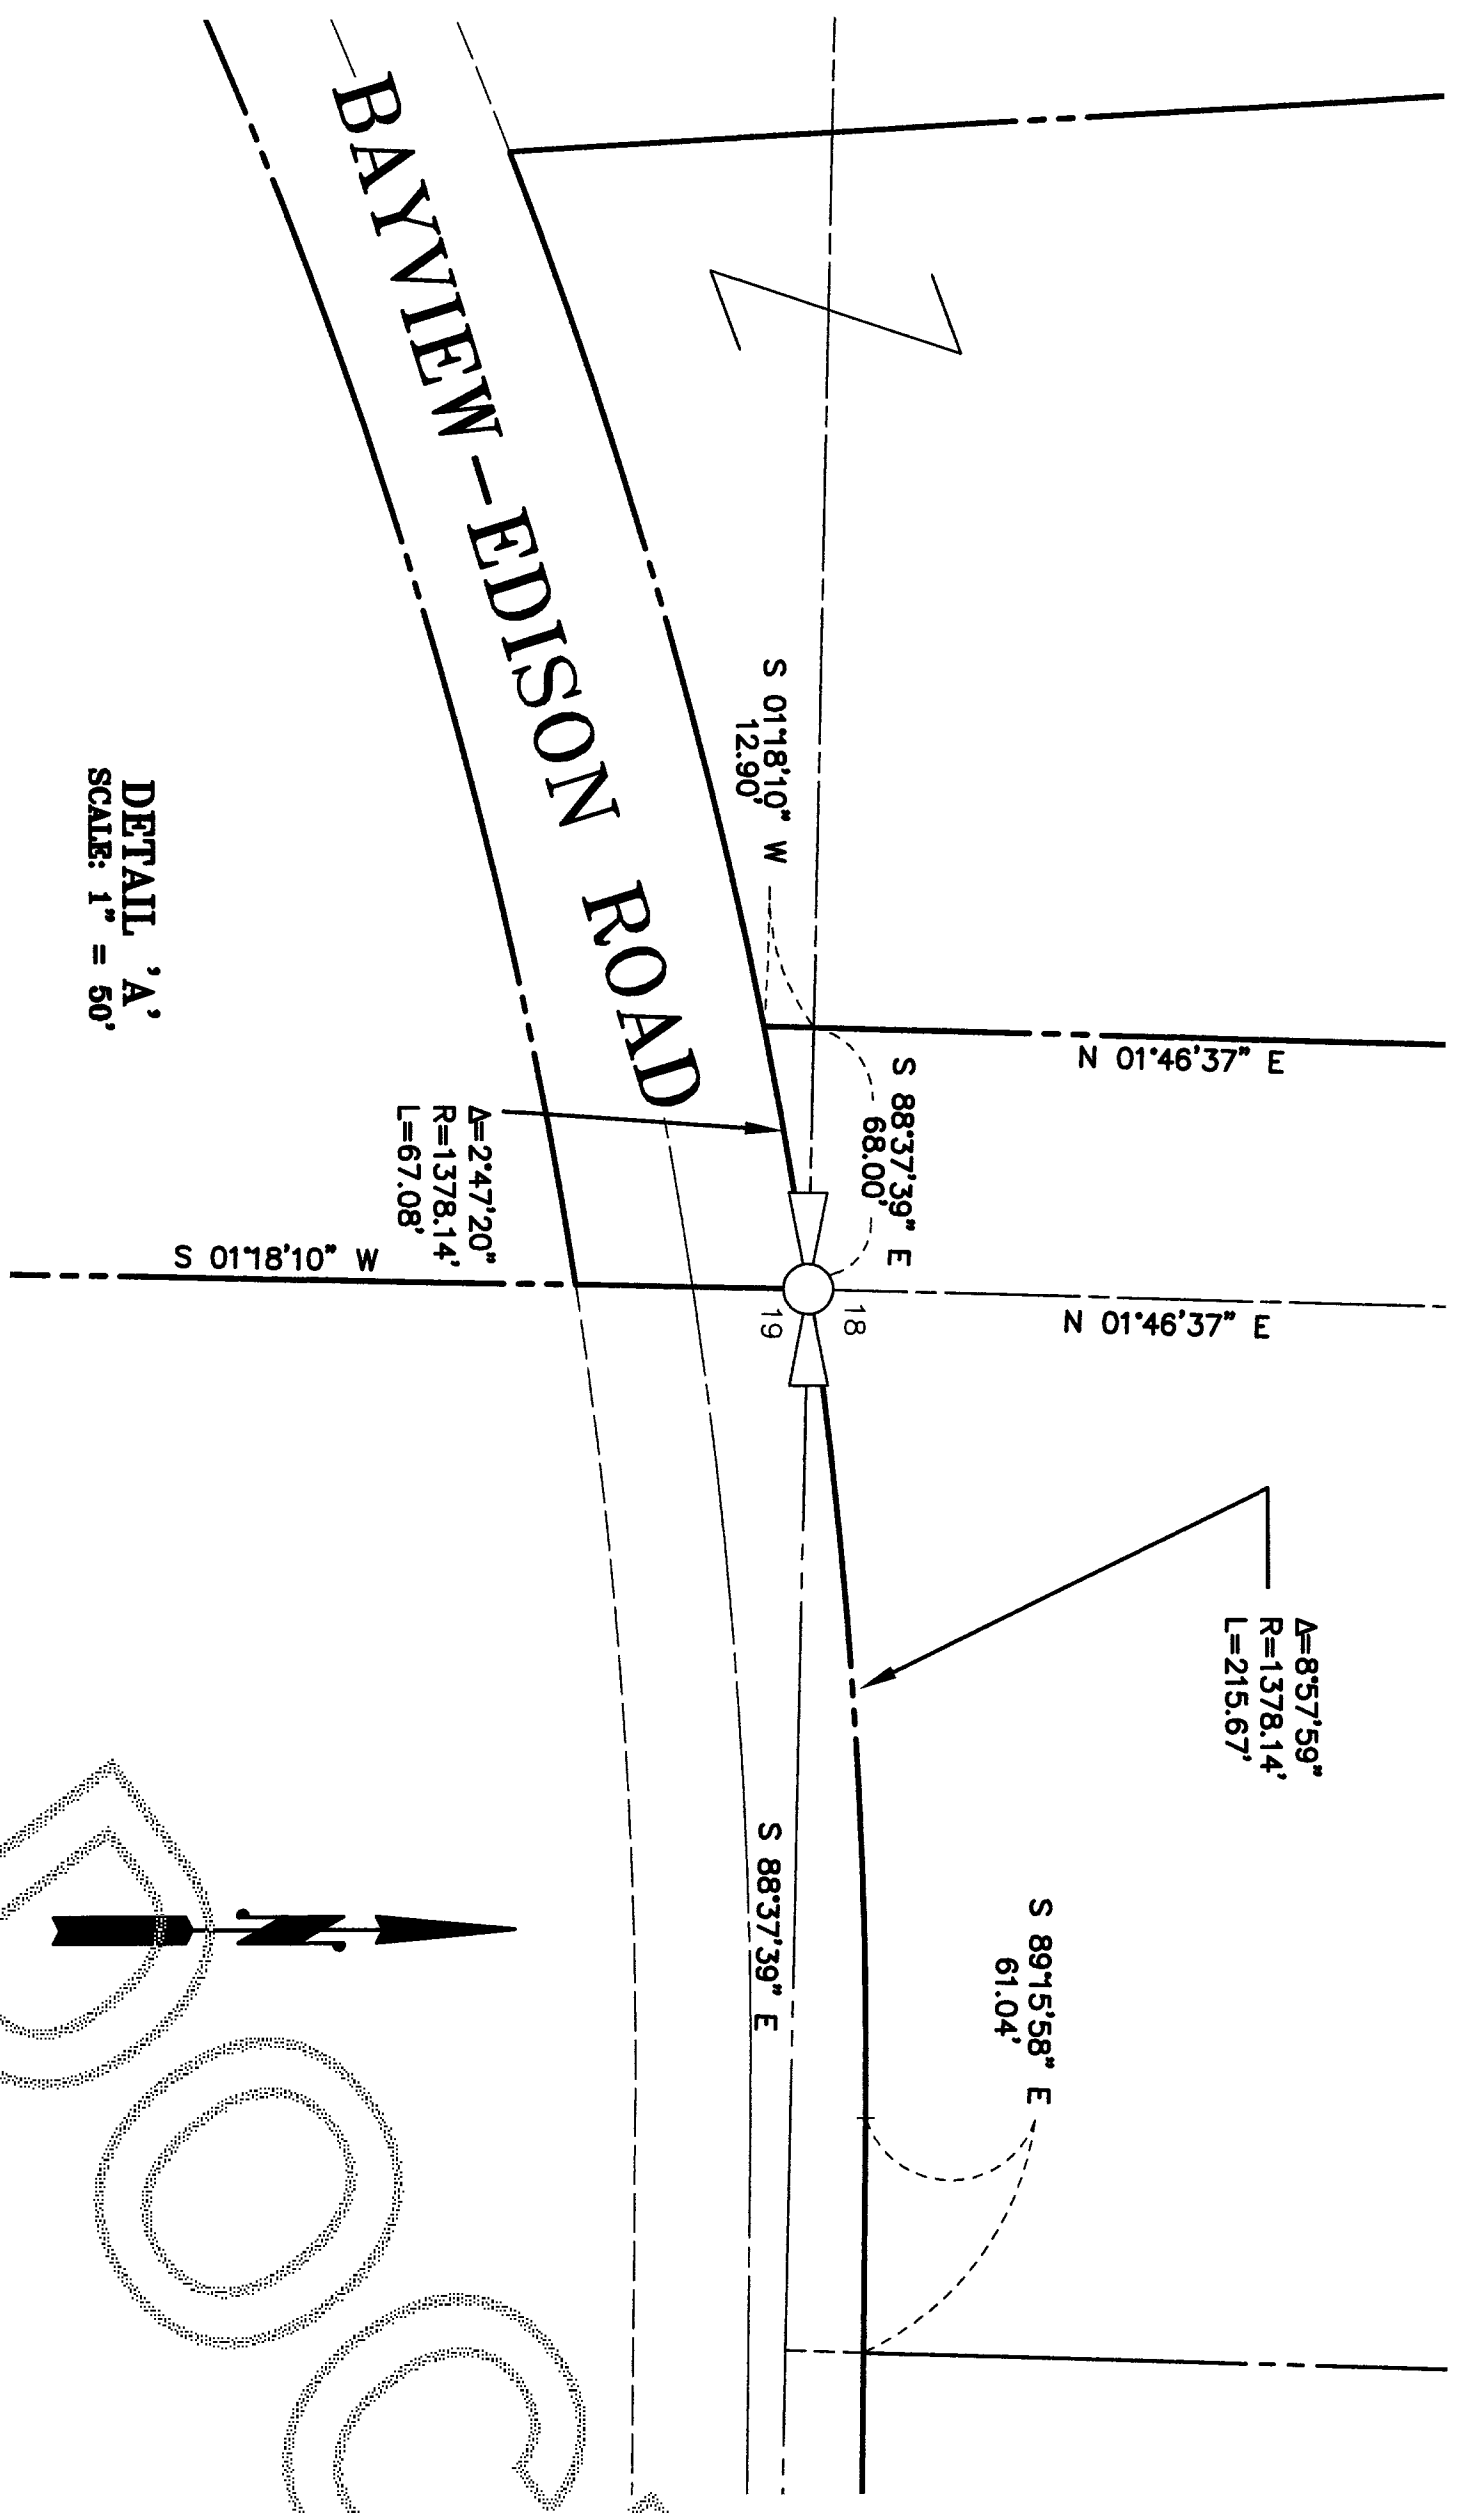 BAYVIEW-EDISON ROAD
S 01°18'10" W
12.90'
S 88°37'39" E
68.00'
N 01°46'37" E
N 01°46'37" E
Δ=2°47'20"
R=1378.14'
L=67.08'
S 01°18'10" W
18
19
Δ=8°57'59"
R=1378.14'
L=215.67'
S 88°37'39" E
S 89°15'58" E
61.04'
DETAIL 'A'
SCALE: 1" = 50'